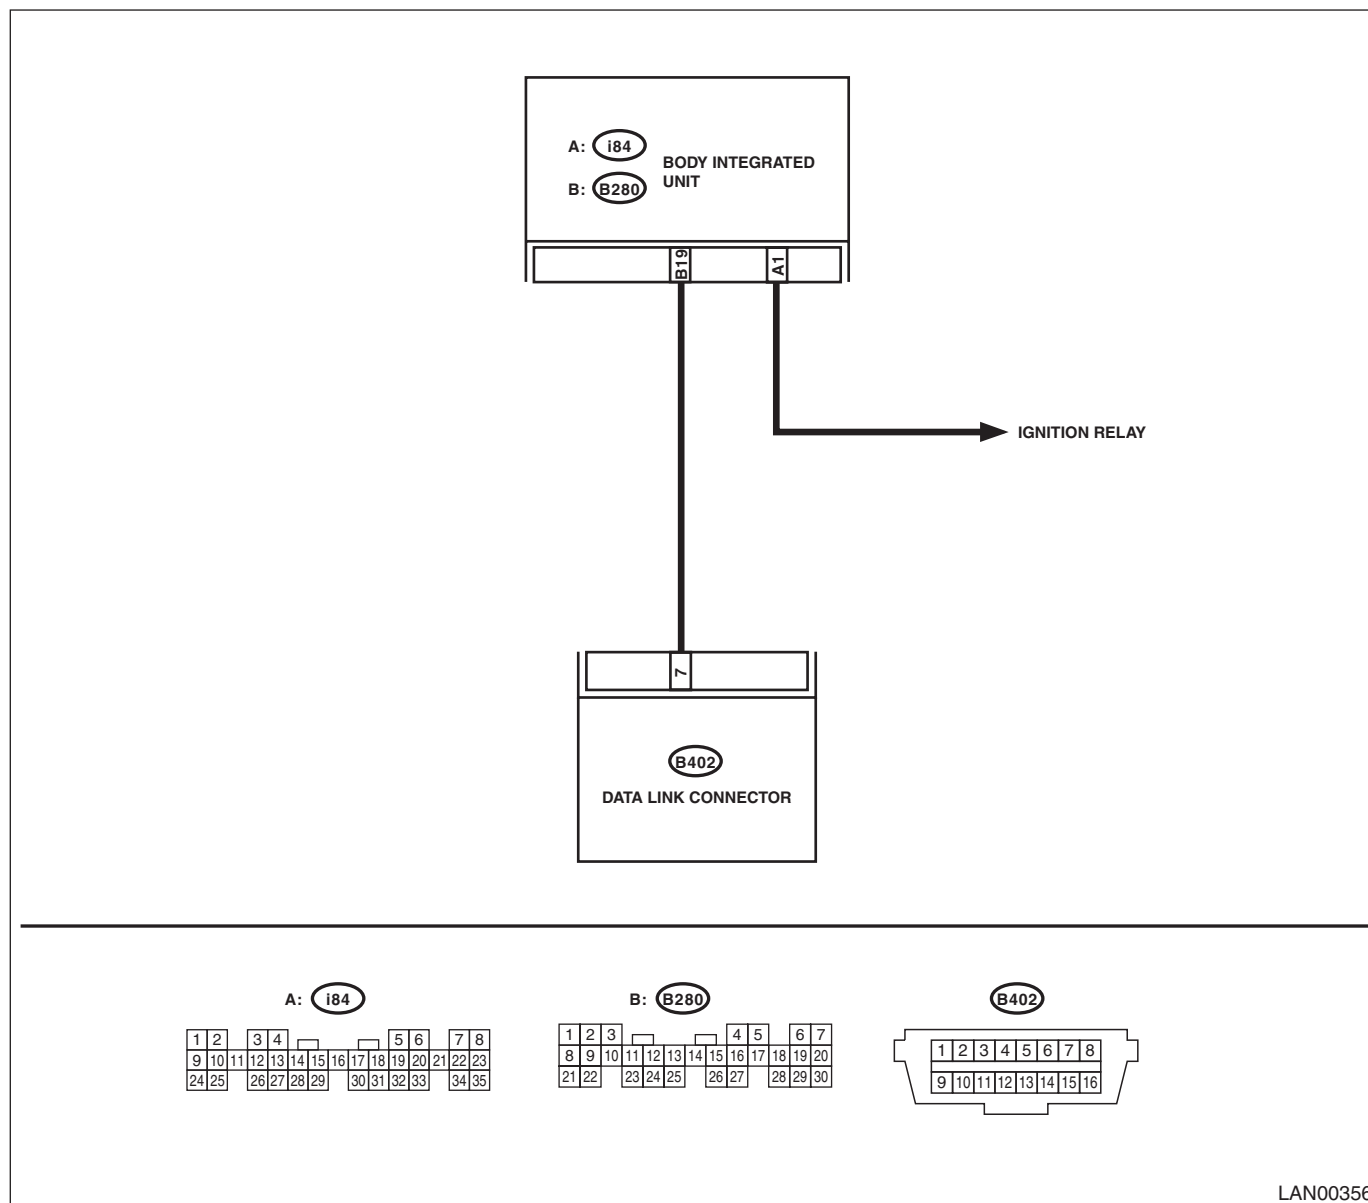 A: i84
B: B280
BODY INTEGRATED
UNIT
B19
A1
IGNITION RELAY
7
B402
DATA LINK CONNECTOR
A: i84
1 2 3 4 5 6 7 8
9 10 11 12 13 14 15 16 17 18 19 20 21 22 23
24 25 26 27 28 29 30 31 32 33 34 35
B: B280
1 2 3 4 5 6 7
8 9 10 11 12 13 14 15 16 17 18 19 20
21 22 23 24 25 26 27 28 29 30
B402
1 2 3 4 5 6 7 8
9 10 11 12 13 14 15 16
LAN00356